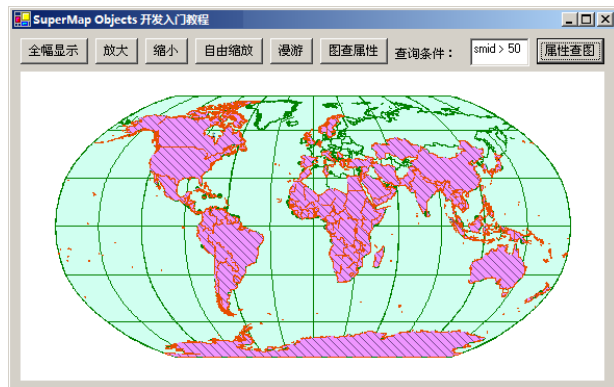 SuperMap Objects 开发入门教程
全幅显示 放大 缩小 自由缩放 漫游 图查属性 查询条件： smid > 50 属性查图